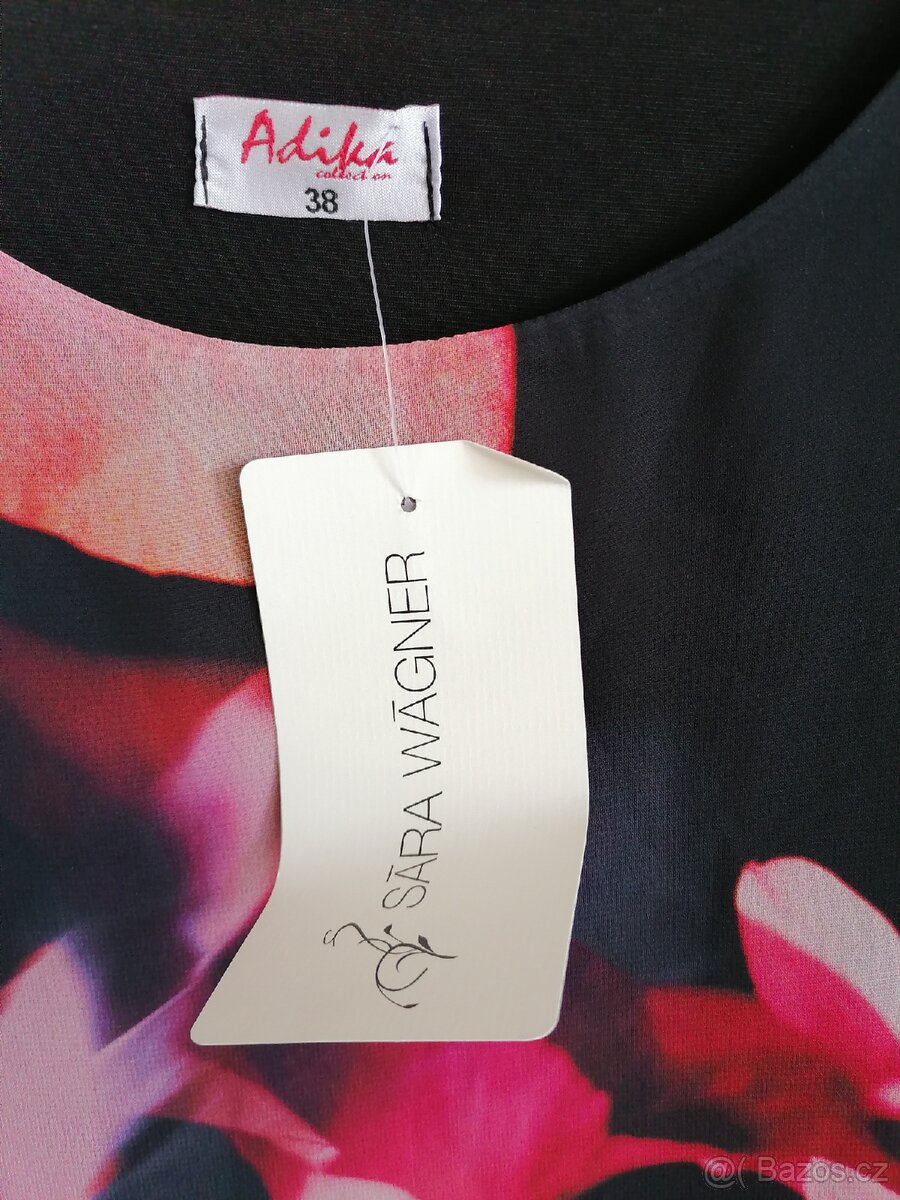 Adika
collection
38
SĀRA WĀGNER
@( Bazos.cz